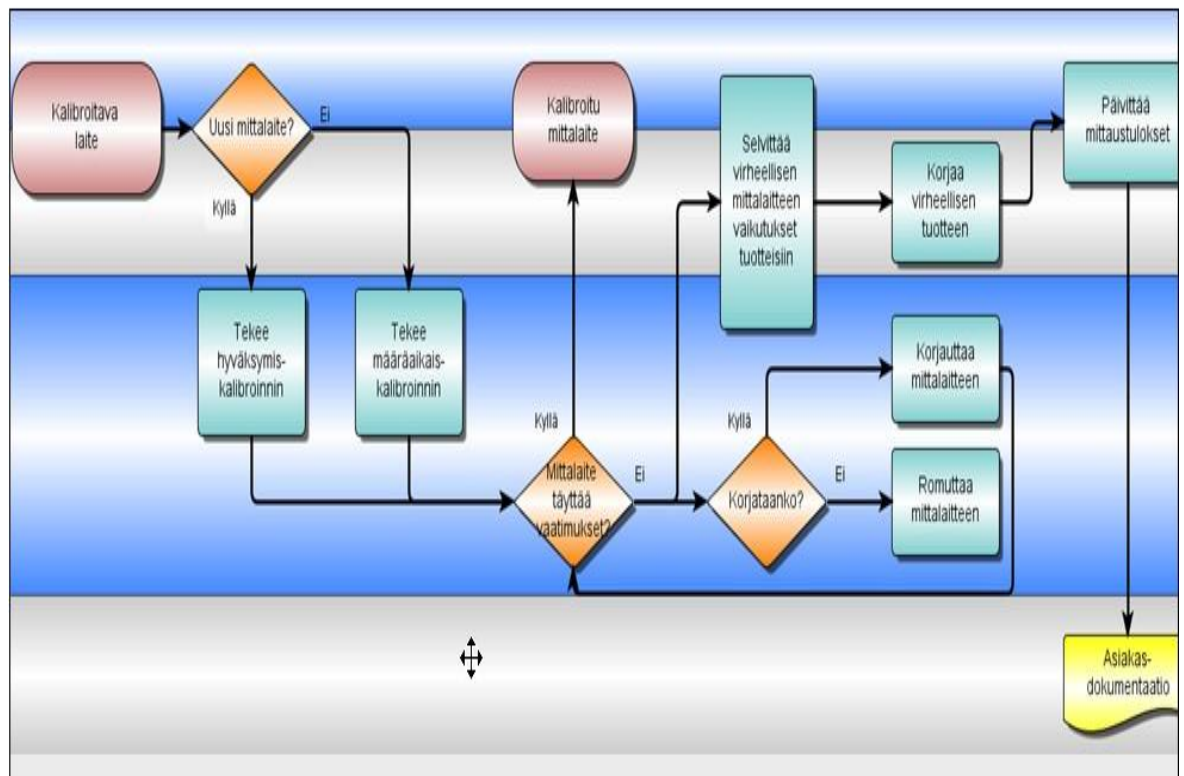 Kalibroitava
laite
Uusi mittalaite?
Ei
Kyllä
Tekee
hyväksymis-
kalibroinnin
Tekee
määräaikais-
kalibroinnin
Kalibroitu
mittalaite
Kyllä
Mittalaite
täyttää
vaatimukset?
Ei
Selvittää
virheellisen
mittalaitteen
vaikutukset
tuotteisiin
Korjaa
virheellisen
tuotteen
Päivittää
mittaustulokset
Kyllä
Korjataanko?
Ei
Korjauttaa
mittalaitteen
Romuttaa
mittalaitteen
Asiakas-
dokumentaatio